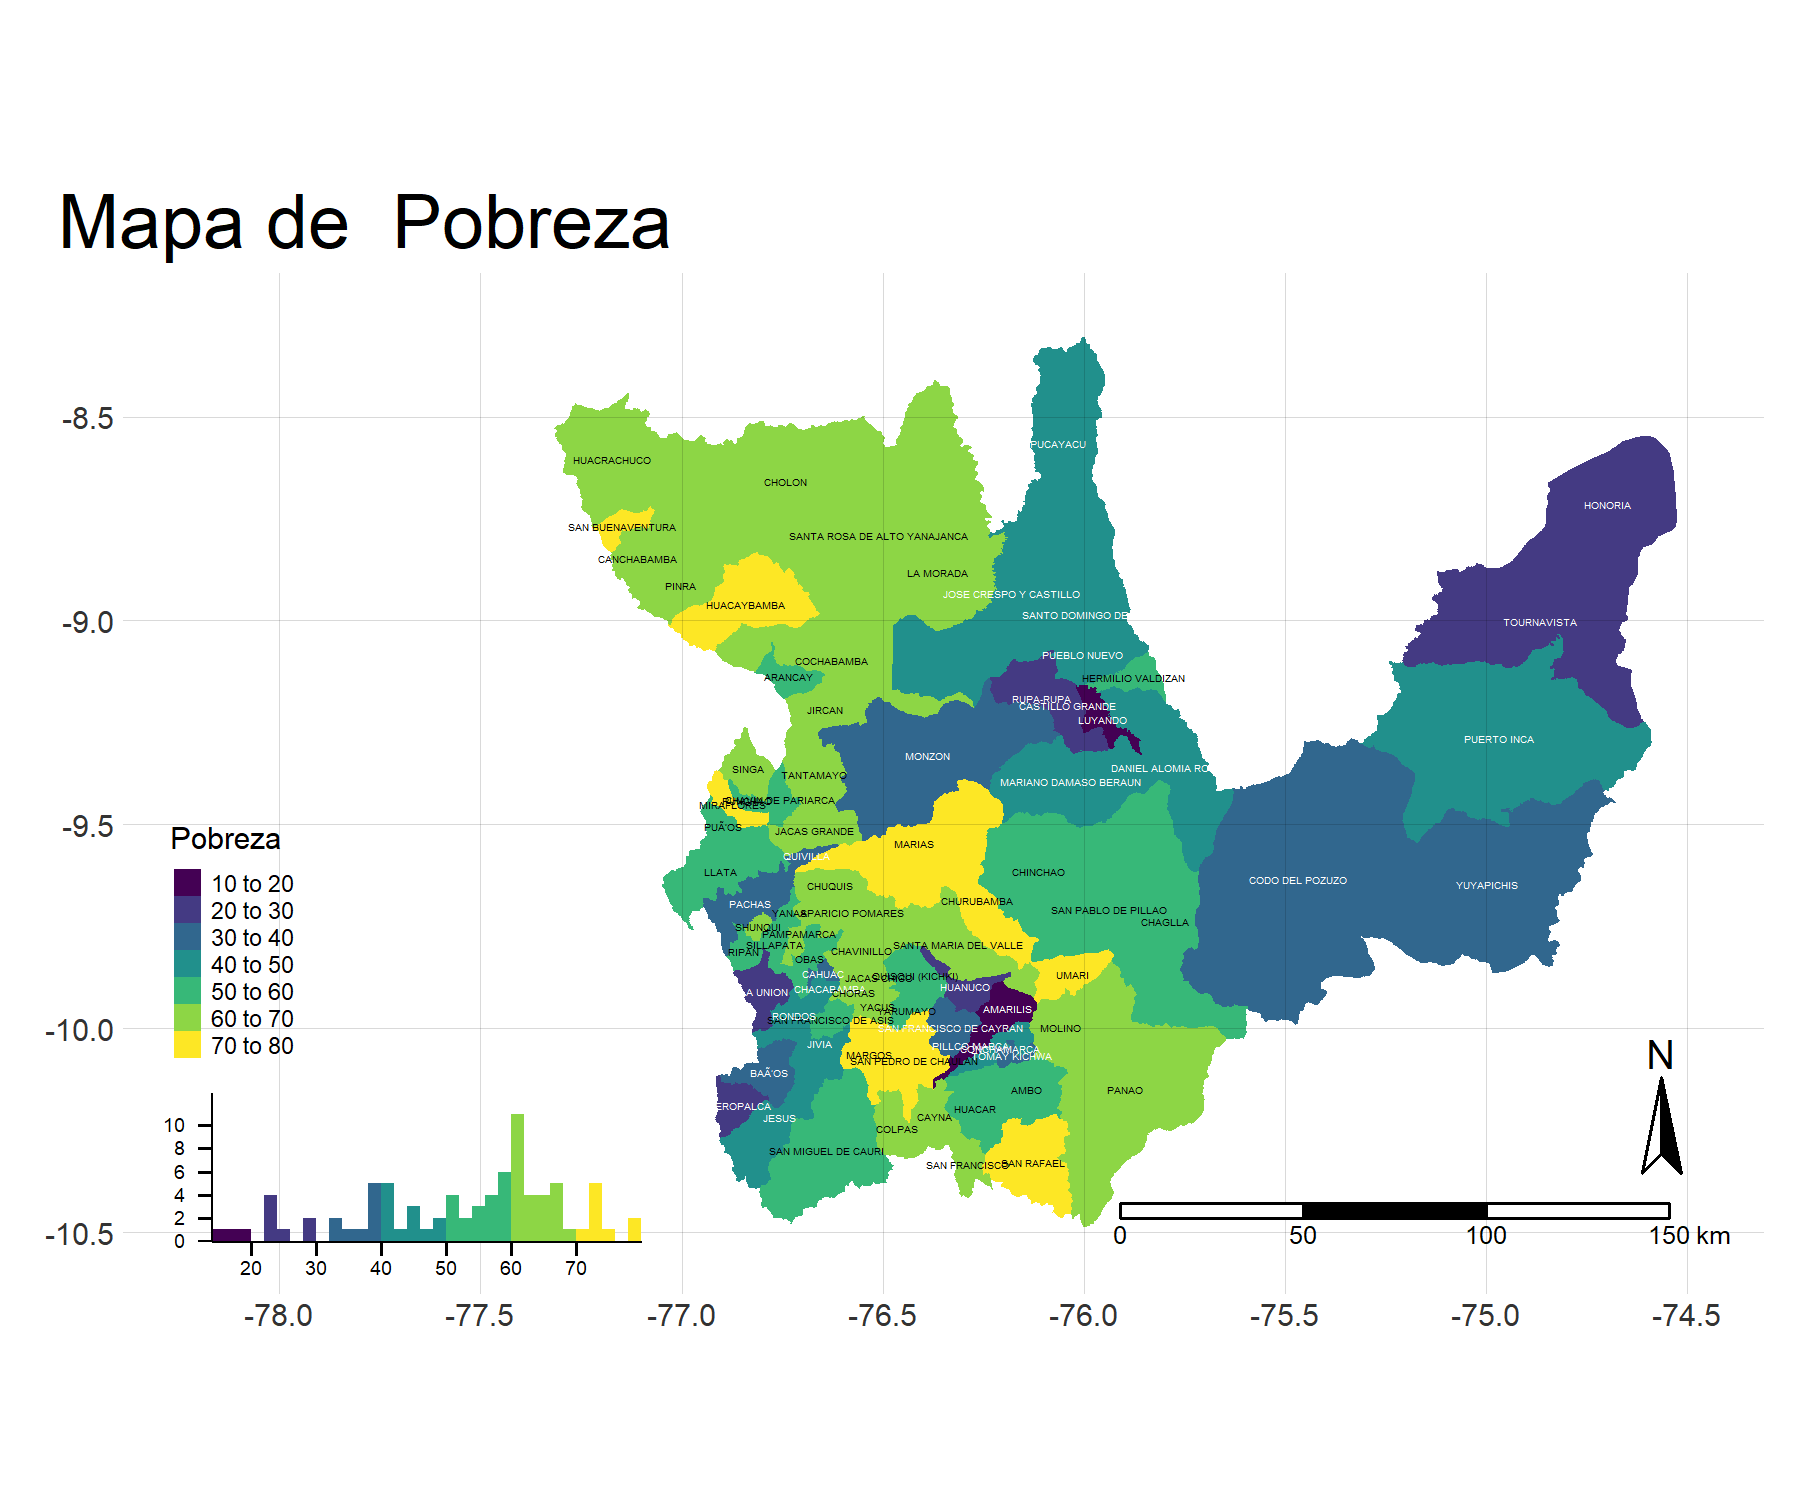 Mapa de  Pobreza
-8.5
-9.0
-9.5
-10.0
-10.5
PUCAYACU
HUACRACHUCO
CHOLON
HONORIA
SAN BUENAVENTURA
SANTA ROSA DE ALTO YANAJANCA
CANCHABAMBA
LA MORADA
PINRA
JOSE CRESPO Y CASTILLO
HUACAYBAMBA
SANTO DOMINGO DE
TOURNAVISTA
PUEBLO NUEVO
COCHABAMBA
ARANCAY
HERMILIO VALDIZAN
RUPA-RUPA
CASTILLO GRANDE
JIRCAN
LUYANDO
PUERTO INCA
MONZON
SINGA
DANIEL ALOMIA RO
TANTAMAYO
MARIANO DAMASO BERAUN
DE PARIARCA
MIRAFLORES
PUÃ'OS
JACAS GRANDE
MARIAS
QUIVILLA
LLATA
CHINCHAO
CODO DEL POZUZO
YUYAPICHIS
CHUQUIS
PACHAS
CHURUBAMBA
YANAS
APARICIO POMARES
SAN PABLO DE PILLAO
CHAGLLA
SHUNQUI
PAMPAMARCA
SILLAPATA
SANTA MARIA DEL VALLE
RIPAN
CHAVINILLO
OBAS
CAHUAC
JACAS CHICO
QUISQUI (KICHKI)
UMARI
CHACABAMBA
HUANUCO
A UNION
CHORAS
YACUS
YARUMAYO
AMARILIS
RONDOS
SAN FRANCISCO DE ASIS
SAN FRANCISCO DE CAYRAN
MOLINO
JIVIA
PILLCO MARCA
CONCHAMARCA
MARGOS
TOMAY KICHWA
SAN PEDRO DE CHAULAN
BAÃ'OS
AMBO
PANAO
EROPALCA
HUACAR
JESUS
CAYNA
COLPAS
SAN MIGUEL DE CAURI
SAN FRANCISCO
SAN RAFAEL
Pobreza
10 to 20
20 to 30
30 to 40
40 to 50
50 to 60
60 to 70
70 to 80
10
8
6
4
2
0
20 30 40 50 60 70
N
0 50 100 150 km
-78.0 -77.5 -77.0 -76.5 -76.0 -75.5 -75.0 -74.5